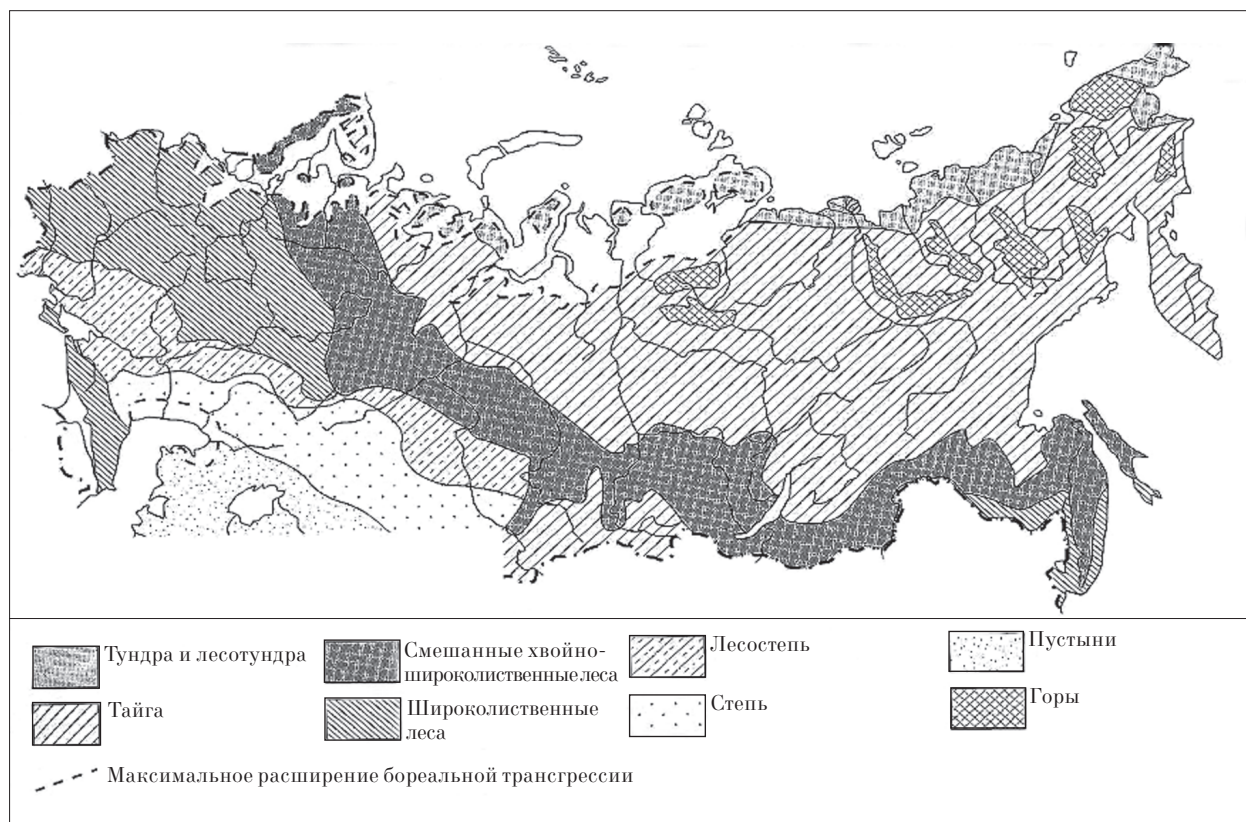 Тундра и лесотундра
Тайга
Смешанные хвойно-
широколиственные леса
Широколиственные
леса
Лесостепь
Степь
Пустыни
Горы
Максимальное расширение бореальной трансгрессии